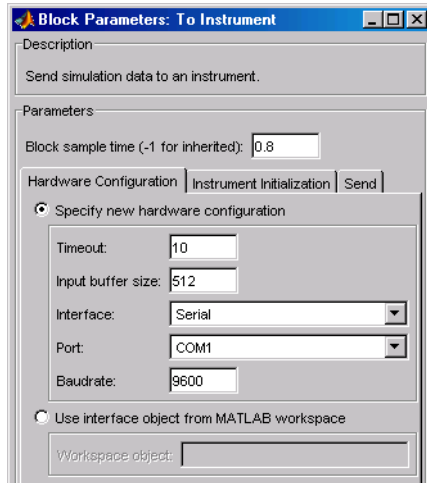 Block Parameters: To Instrument
Description
Send simulation data to an instrument.
Parameters
Block sample time (-1 for inherited): 0.8
Hardware Configuration Instrument Initialization Send
Specify new hardware configuration
Timeout: 10
Input buffer size: 512
Interface: Serial
Port: COM1
Baudrate: 9600
Use interface object from MATLAB workspace
Workspace object: